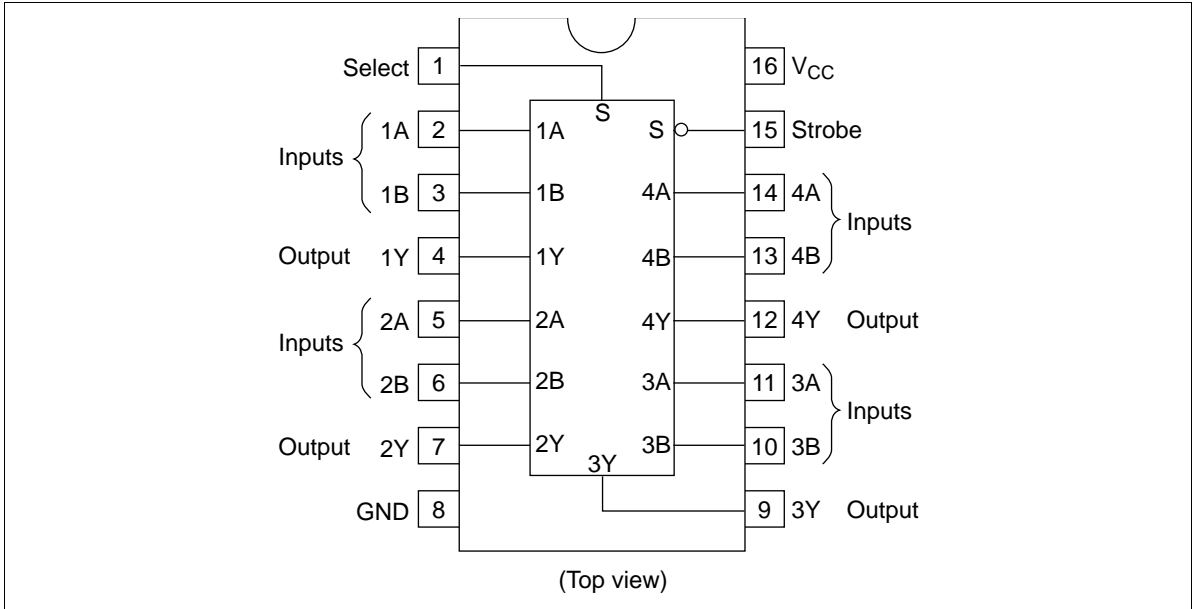 Select 1 16 VCC
S
Inputs 1A 2 1A S 15 Strobe
1B 3 1B 4A 14 4A Inputs
Output 1Y 4 1Y 4B 13 4B
Inputs 2A 5 2A 4Y 12 4Y Output
2B 6 2B 3A 11 3A Inputs
Output 2Y 7 2Y 3B 10 3B
3Y
GND 8 9 3Y Output
(Top view)